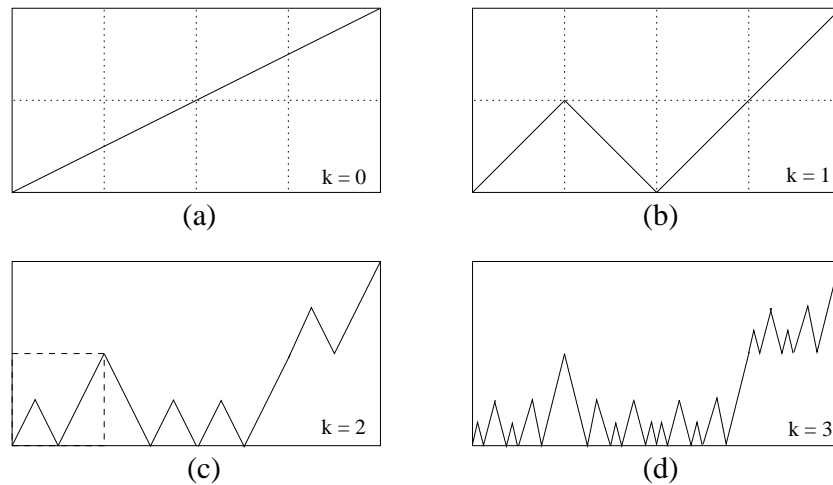 k = 0
k = 1
(a)
(b)
k = 2
k = 3
(c)
(d)